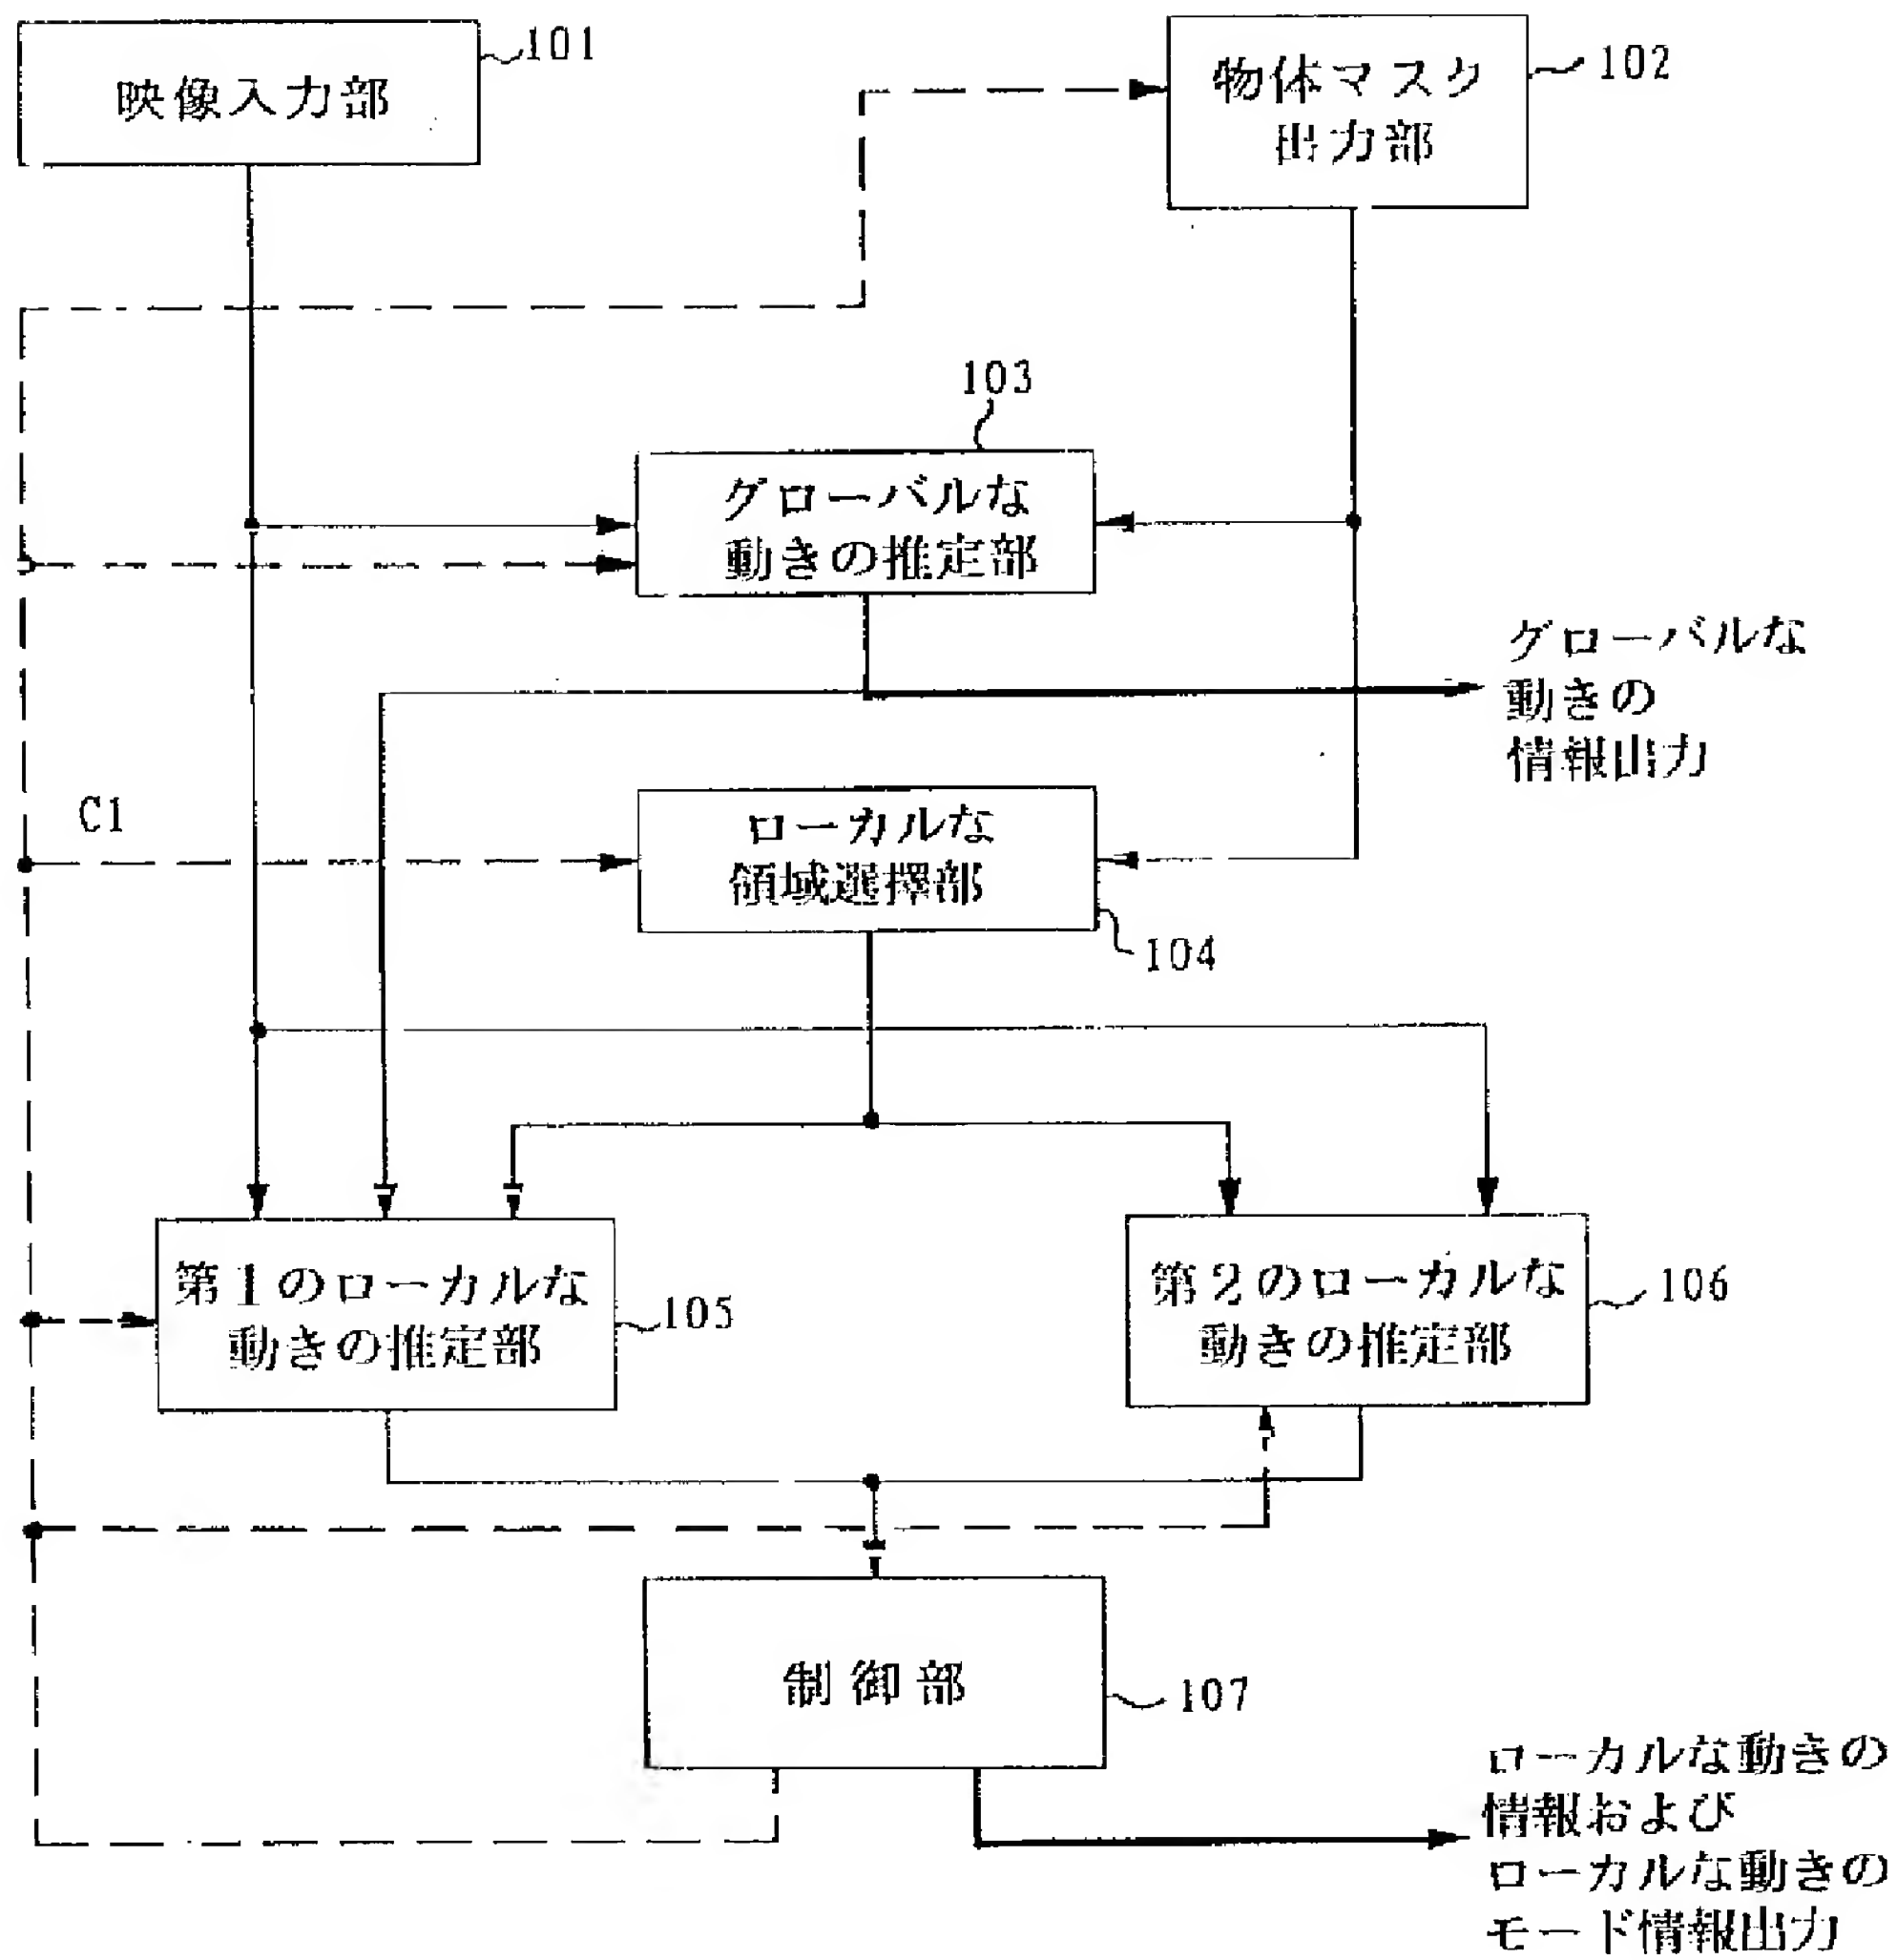 映像入力部
101
物体マスク
出力部
102
103
グローバルな
動きの推定部
グローバルな
動きの
情報出力
C1
ローカルな
領域選擇部
104
第1のローカルな
動きの推定部
105
第2のローカルな
動きの推定部
106
制御部
107
ローカルな動きの
情報および
ローカルな動きの
モード情報出力